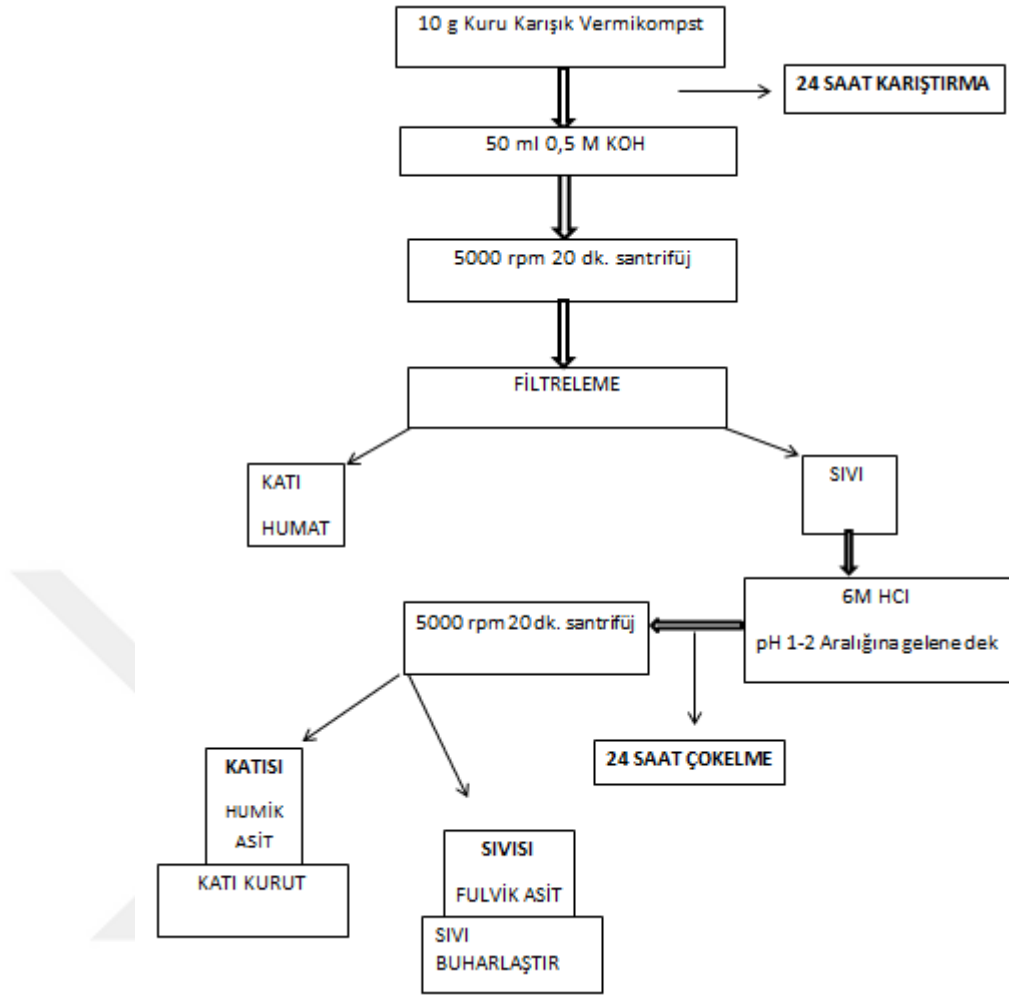 10 g Kuru Karışık Vermikompst
24 SAAT KARIŞTIRMA
50 ml 0,5 M KOH
5000 rpm 20 dk. santrifüj
FİLTRELEME
KATI
HUMAT
SIVI
6M HCI
pH 1-2 Aralığına gelene dek
5000 rpm 20 dk. santrifüj
24 SAAT ÇOKELME
KATISI
HUMİK
ASİT
KATI KURUT
SIVISI
FULVİK ASİT
SIVI
BUHARLAŞTIR